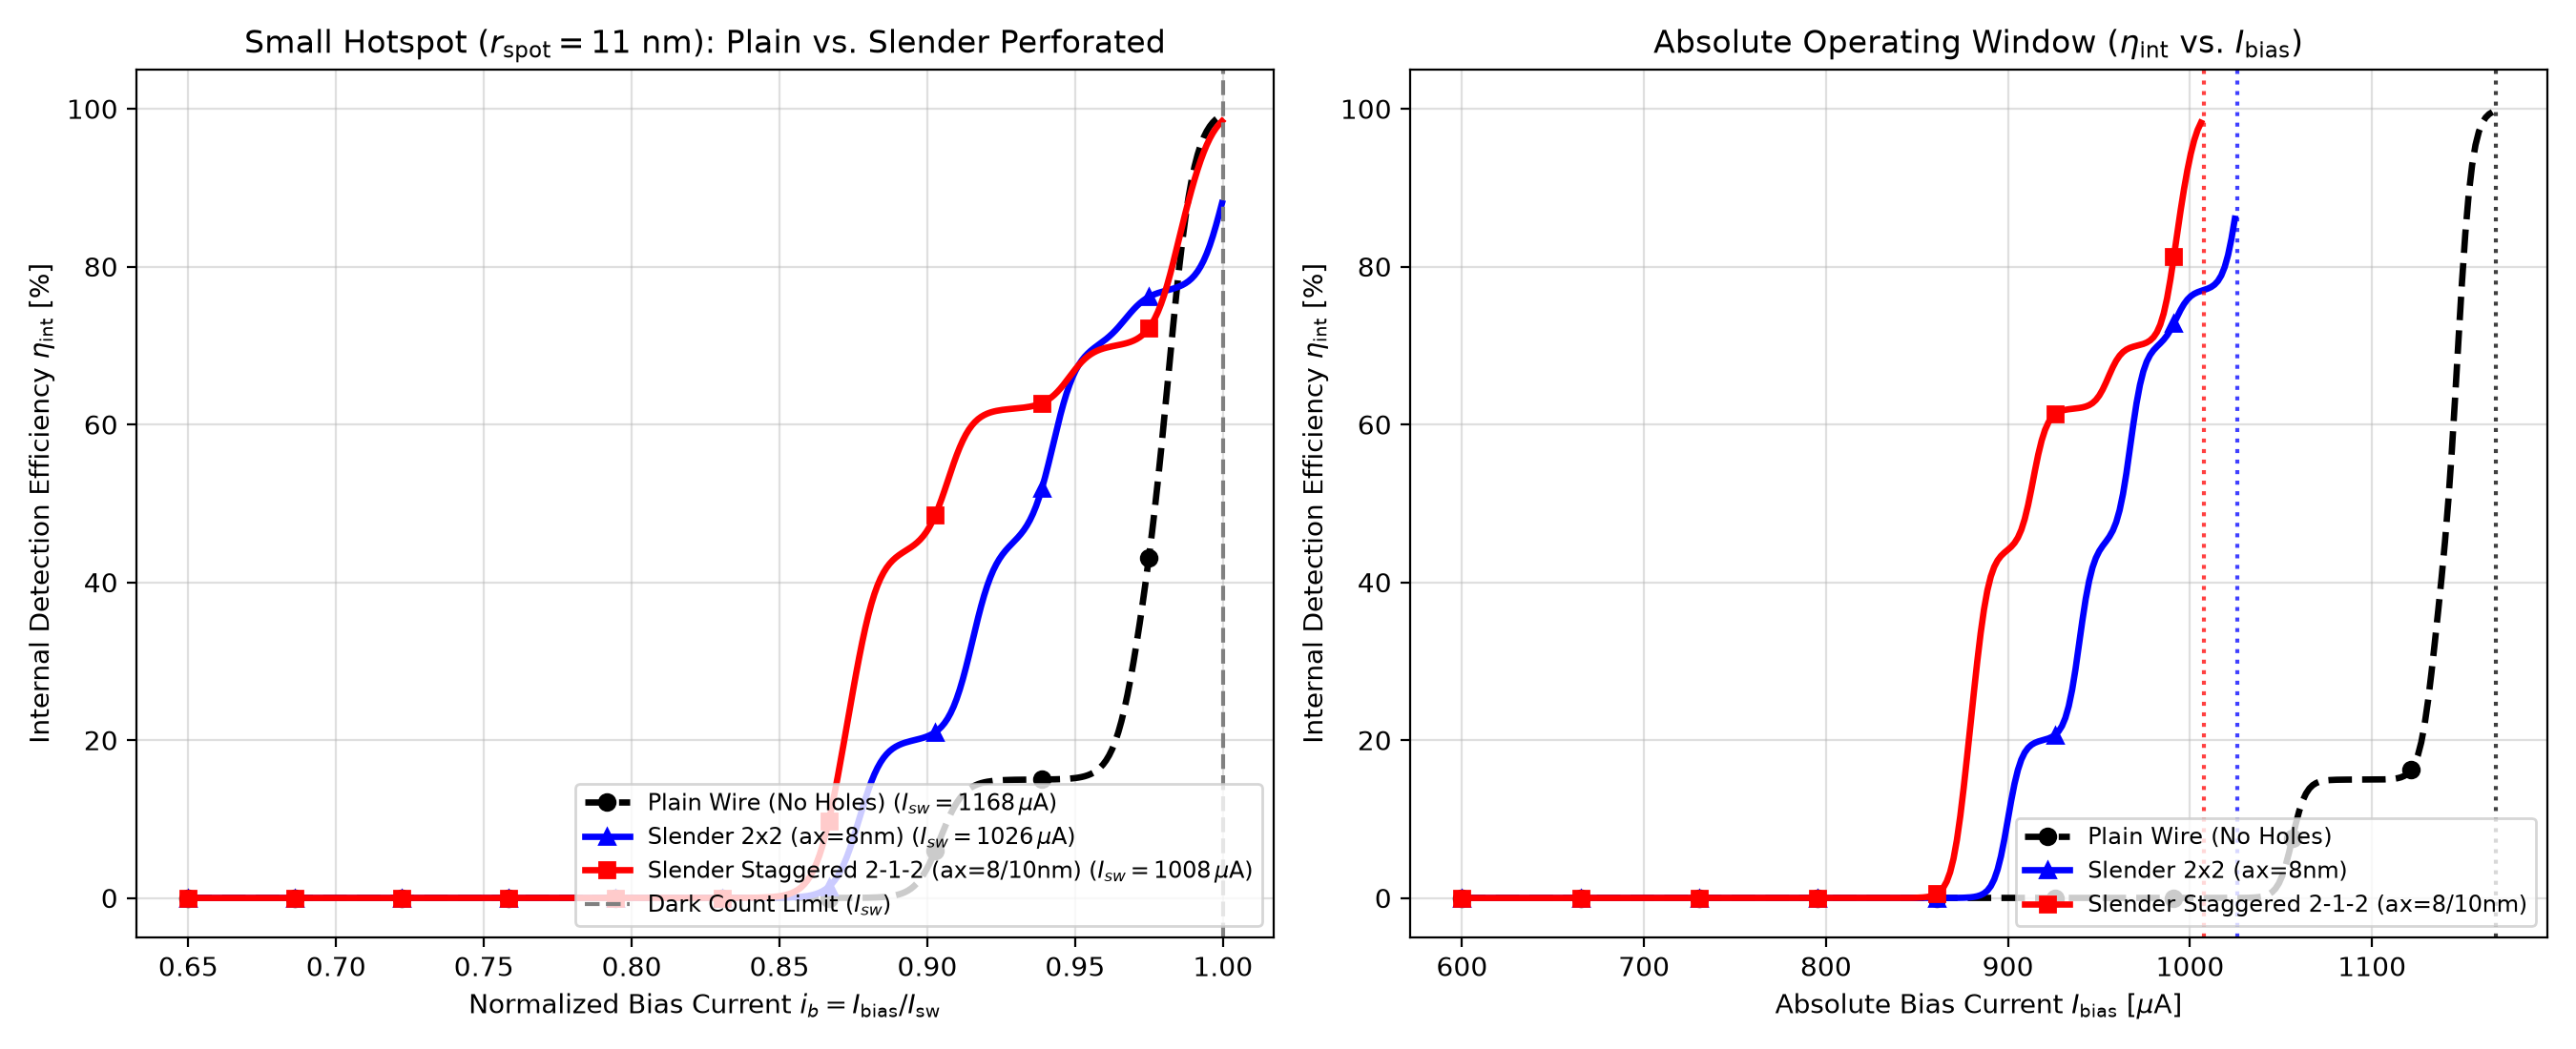 Small Hotspot (r_spot = 11 nm): Plain vs. Slender Perforated
Internal Detection Efficiency η_int [%]
100
80
60
40
20
0
Plain Wire (No Holes) (I_sw = 1168 μA)
Slender 2x2 (ax=8nm) (I_sw = 1026 μA)
Slender Staggered 2-1-2 (ax=8/10nm) (I_sw = 1008 μA)
Dark Count Limit (I_sw)
0.65 0.70 0.75 0.80 0.85 0.90 0.95 1.00
Normalized Bias Current i_b = I_bias/I_sw
Absolute Operating Window (η_int vs. I_bias)
Internal Detection Efficiency η_int [%]
100
80
60
40
20
0
Plain Wire (No Holes)
Slender 2x2 (ax=8nm)
Slender Staggered 2-1-2 (ax=8/10nm)
600 700 800 900 1000 1100
Absolute Bias Current I_bias [μA]